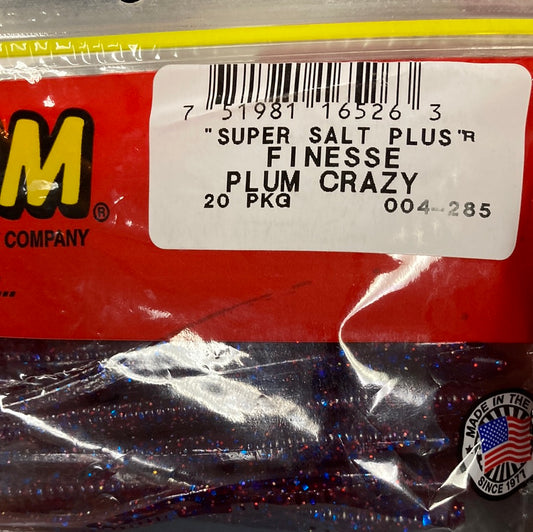 7 51981 16526 3
"SUPER SALT PLUS"R
FINESSE
PLUM CRAZY
20 PKG 004-285
M®
COMPANY
MADE IN THE
SINCE 1977